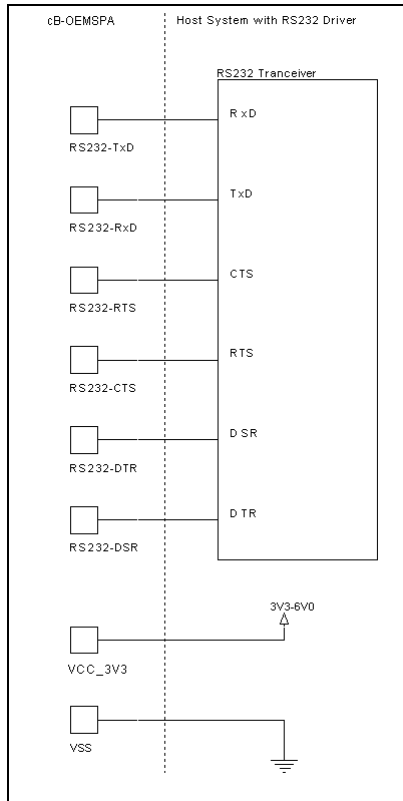 cB-OEMSPA
Host System with RS232 Driver
RS232 Tranceiver
RxD
RS232-TxD
TxD
RS232-RxD
CTS
RS232-RTS
RTS
RS232-CTS
DSR
RS232-DTR
DTR
RS232-DSR
3V3-6V0
VCC_3V3
VSS